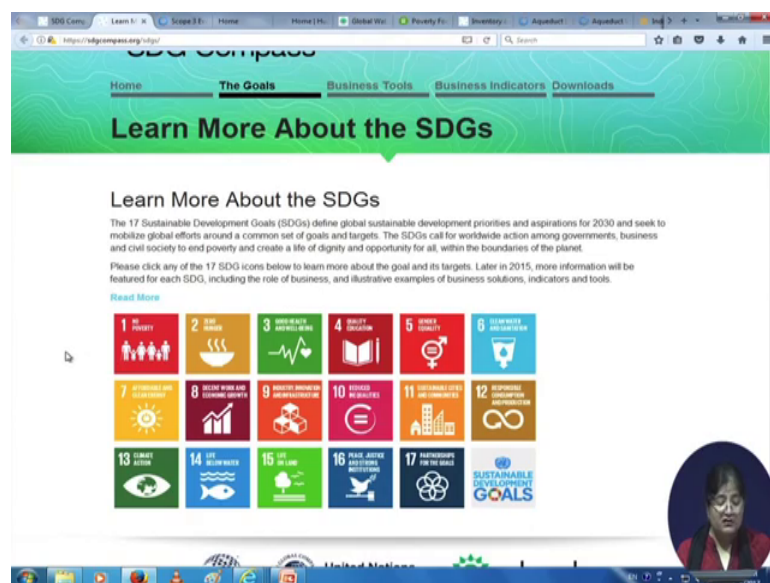 SDG Comp
Learn M
Scope 3 Ev
Home
Home | H
Global Wa
Poverty Fo
Inventory
Aqueduct
Aqueduct
https://sdgcompass.org/sdgs/
Search
SDG Compass
Home The Goals Business Tools Business Indicators Downloads
Learn More About the SDGs
Learn More About the SDGs
The 17 Sustainable Development Goals (SDGs) define global sustainable development priorities and aspirations for 2030 and seek to
mobilize global efforts around a common set of goals and targets. The SDGs call for worldwide action among governments, business
and civil society to end poverty and create a life of dignity and opportunity for all, within the boundaries of the planet.
Please click any of the 17 SDG icons below to learn more about the goal and its targets. Later in 2015, more information will be
featured for each SDG, including the role of business, and illustrative examples of business solutions, indicators and tools.
Read More
1 NO
POVERTY
2 ZERO
HUNGER
3 GOOD HEALTH
AND WELL-BEING
4 QUALITY
EDUCATION
5 GENDER
EQUALITY
6 CLEAN WATER
AND SANITATION
7 AFFORDABLE AND
CLEAN ENERGY
8 DECENT WORK AND
ECONOMIC GROWTH
9 INDUSTRY, INNOVATION
AND INFRASTRUCTURE
10 REDUCED
INEQUALITIES
11 SUSTAINABLE CITIES
AND COMMUNITIES
12 RESPONSIBLE
CONSUMPTION
AND PRODUCTION
13 CLIMATE
ACTION
14 LIFE
BELOW WATER
15 LIFE
ON LAND
16 PEACE, JUSTICE
AND STRONG
INSTITUTIONS
17 PARTNERSHIPS
FOR THE GOALS
SUSTAINABLE
DEVELOPMENT
GOALS
United Nations
EN